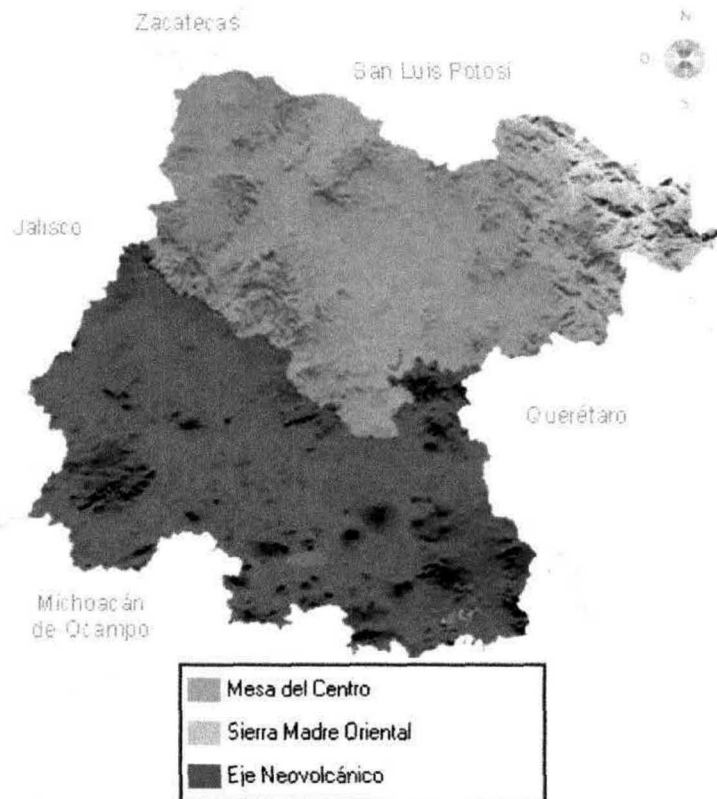 Zacatecas
N
San Luis Potosí
O
S
Jalisco
Querétaro
Michoacán
de Ocampo
Mesa del Centro
Sierra Madre Oriental
Eje Neovolcánico